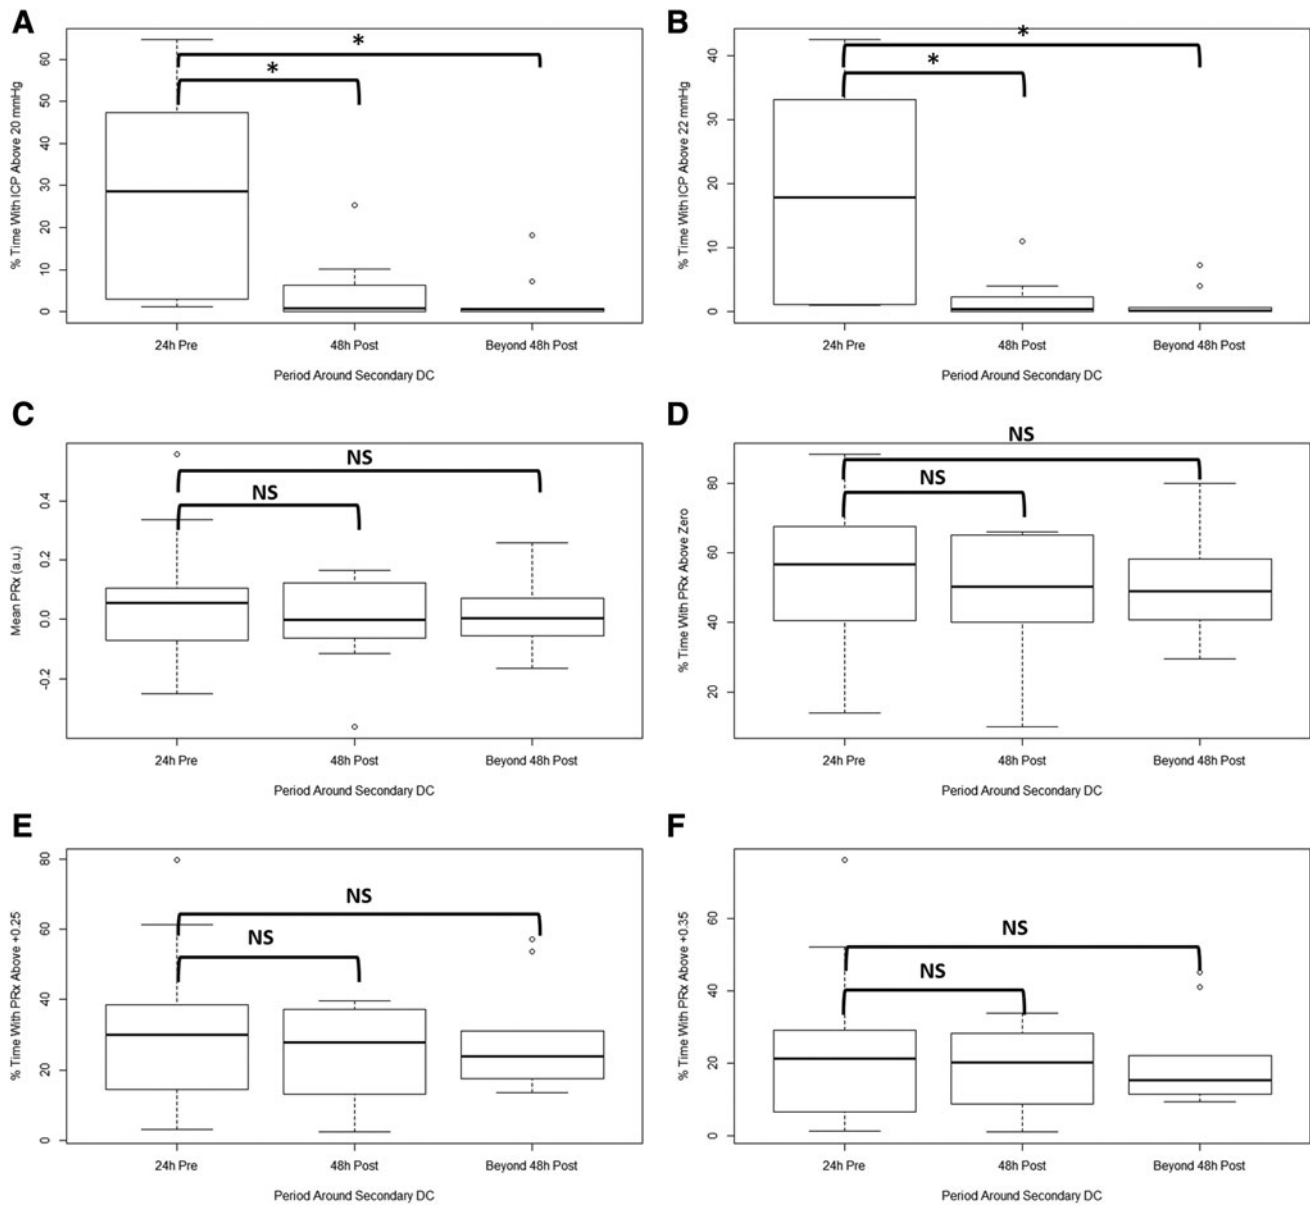 A
% Time With ICP Above 20 mmHg
60
50
40
30
20
10
0
*
*
24h Pre
48h Post
Beyond 48h Post
Period Around Secondary DC
B
% Time With ICP Above 22 mmHg
40
30
20
10
0
*
*
24h Pre
48h Post
Beyond 48h Post
Period Around Secondary DC
C
Mean PRx (a.u.)
0.4
0.2
0.0
-0.2
NS
NS
24h Pre
48h Post
Beyond 48h Post
Period Around Secondary DC
D
% Time With PRx Above Zero
80
60
40
20
NS
NS
24h Pre
48h Post
Beyond 48h Post
Period Around Secondary DC
E
% Time With PRx Above +0.25
80
60
40
20
0
NS
NS
24h Pre
48h Post
Beyond 48h Post
Period Around Secondary DC
F
% Time With PRx Above +0.35
60
40
20
0
NS
NS
24h Pre
48h Post
Beyond 48h Post
Period Around Secondary DC